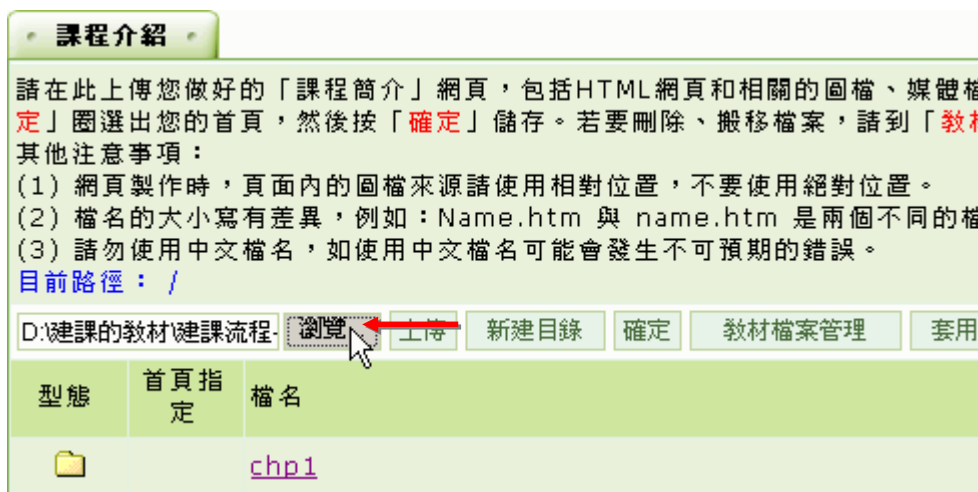 課程介紹
請在此上傳您做好的「課程簡介」網頁，包括HTML網頁和相關的圖檔、媒體檔
定」圈選出您的首頁，然後按「確定」儲存。若要刪除、搬移檔案，請到「教材
其他注意事項：
(1) 網頁製作時，頁面內的圖檔來源請使用相對位置，不要使用絕對位置。
(2) 檔名的大小寫有差異，例如：Name.htm 與 name.htm 是兩個不同的檔
(3) 請勿使用中文檔名，如使用中文檔名可能會發生不可預期的錯誤。
目前路徑： /
D:\建課的教材\建課流程- 瀏覽... 上傳 新建目錄 確定 教材檔案管理 套用
型態 首頁指定 檔名
chp1